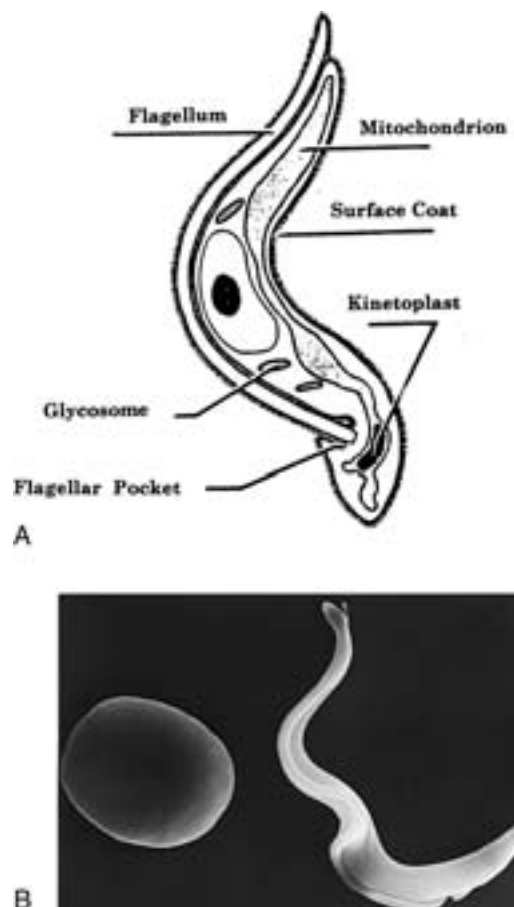 Flagellum
Mitochondrion
Surface Coat
Kinetoplast
Glycosome
Flagellar Pocket
A
B